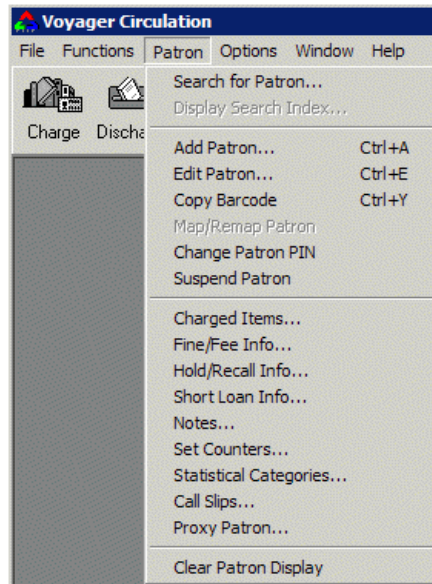 Voyager Circulation
File Functions Patron Options Window Help
Charge Discha
Search for Patron...
Display Search Index...
Add Patron... Ctrl+A
Edit Patron... Ctrl+E
Copy Barcode Ctrl+Y
Map/Remap Patron
Change Patron PIN
Suspend Patron
Charged Items...
Fine/Fee Info...
Hold/Recall Info...
Short Loan Info...
Notes...
Set Counters...
Statistical Categories...
Call Slips...
Proxy Patron...
Clear Patron Display